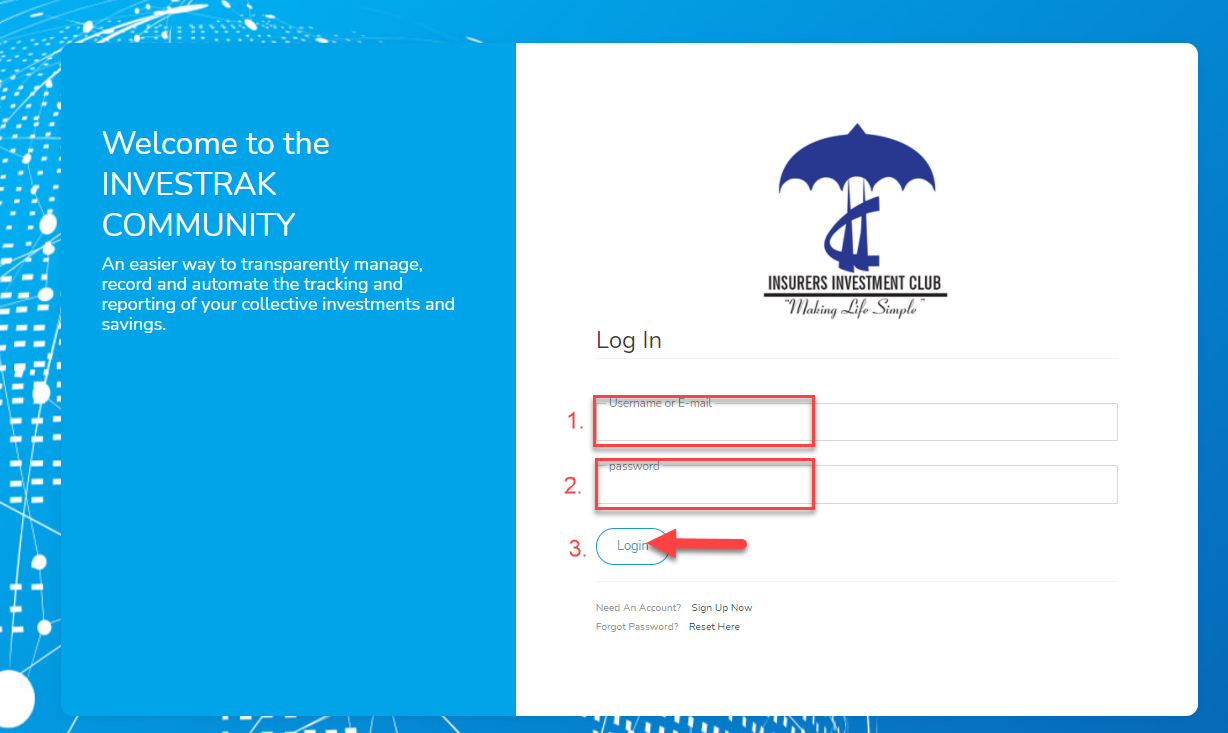 Welcome to the
INVESTRAK
COMMUNITY
An easier way to transparently manage,
record and automate the tracking and
reporting of your collective investments and
savings.
INSURERS INVESTMENT CLUB
"Making Life Simple"
Log In
1.
Username or E-mail
2.
password
3.
Login
Need An Account? Sign Up Now
Forgot Password? Reset Here